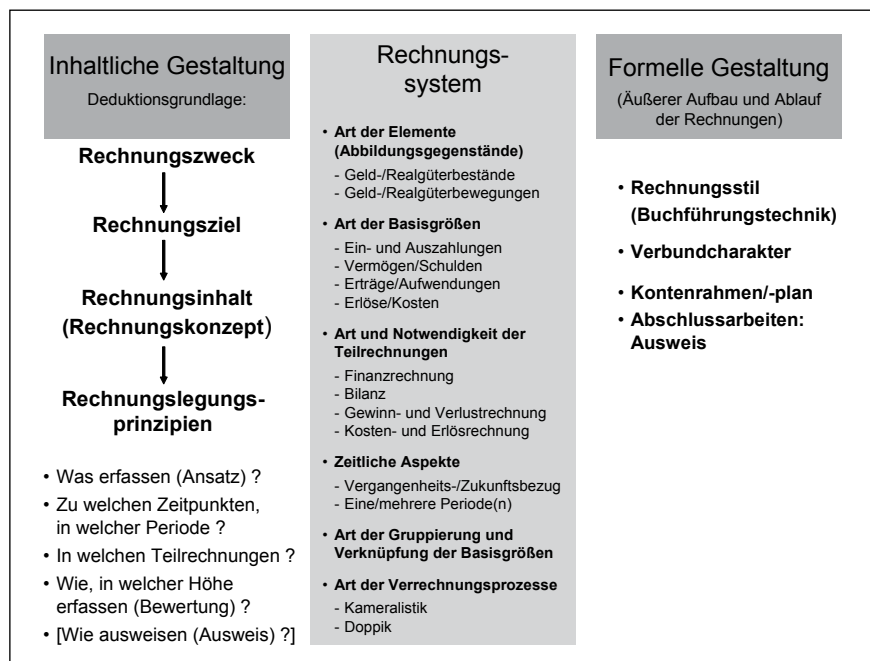 Inhaltliche Gestaltung
Deduktionsgrundlage:
Rechnungszweck
Rechnungsziel
Rechnungsinhalt
(Rechnungskonzept)
Rechnungslegungs-
prinzipien
• Was erfassen (Ansatz) ?
• Zu welchen Zeitpunkten,
in welcher Periode ?
• In welchen Teilrechnungen ?
• Wie, in welcher Höhe
erfassen (Bewertung) ?
• [Wie ausweisen (Ausweis) ?]
Rechnungs-
system
• Art der Elemente
(Abbildungsgegenstände)
- Geld-/Realgüterbestände
- Geld-/Realgüterbewegungen
• Art der Basisgrößen
- Ein- und Auszahlungen
- Vermögen/Schulden
- Erträge/Aufwendungen
- Erlöse/Kosten
• Art und Notwendigkeit der
Teilrechnungen
- Finanzrechnung
- Bilanz
- Gewinn- und Verlustrechnung
- Kosten- und Erlösrechnung
• Zeitliche Aspekte
- Vergangenheits-/Zukunftsbezug
- Eine/mehrere Periode(n)
• Art der Gruppierung und
Verknüpfung der Basisgrößen
• Art der Verrechnungsprozesse
- Kameralistik
- Doppik
Formelle Gestaltung
(Äußerer Aufbau und Ablauf
der Rechnungen)
• Rechnungsstil
(Buchführungstechnik)
• Verbundcharakter
• Kontenrahmen/-plan
• Abschlussarbeiten:
Ausweis